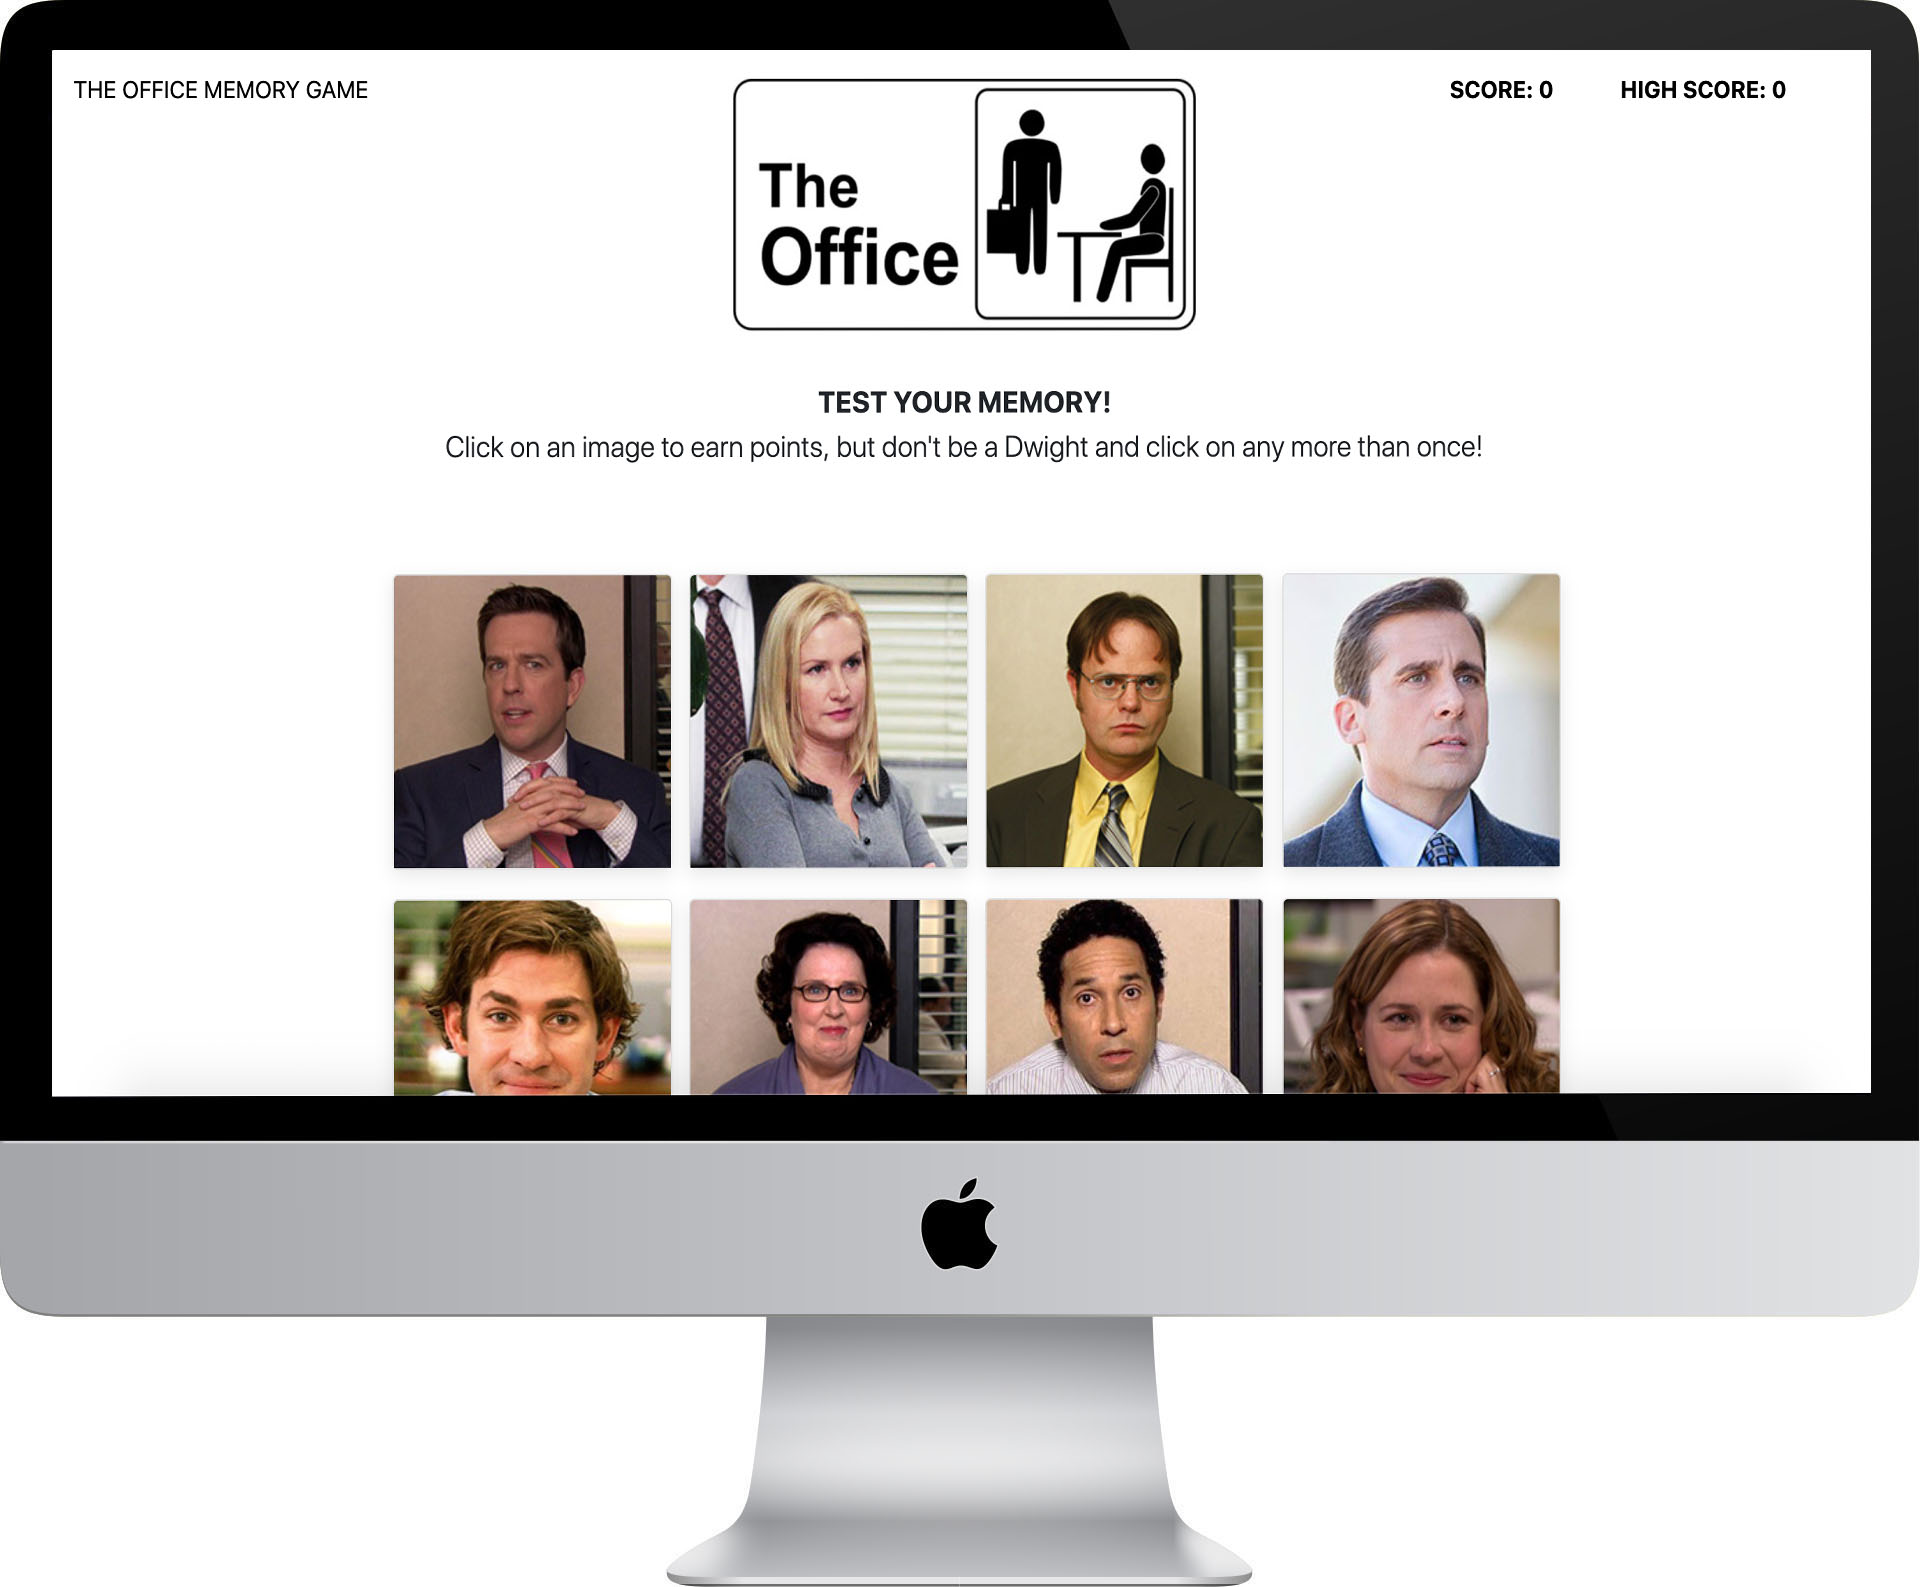 THE OFFICE MEMORY GAME
SCORE: 0
HIGH SCORE: 0
The
Office
TEST YOUR MEMORY!
Click on an image to earn points, but don't be a Dwight and click on any more than once!